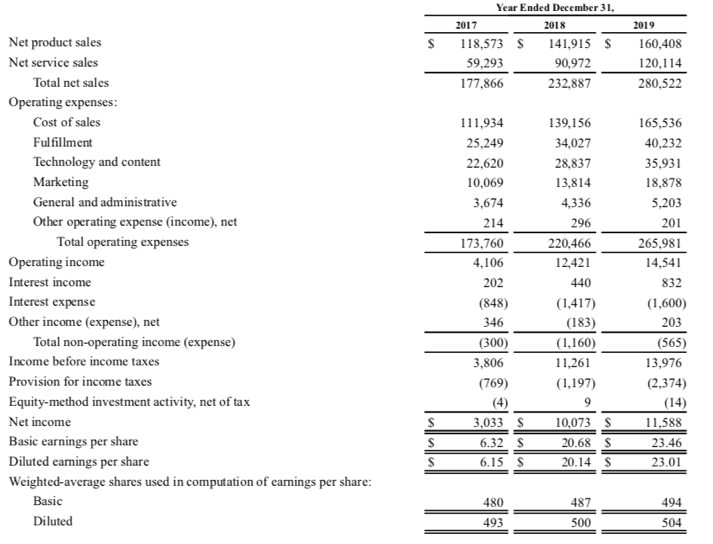 Year Ended December 31,
2017 2018 2019
Net product sales $ 118,573 $ 141,915 $ 160,408
Net service sales 59,293 90,972 120,114
Total net sales 177,866 232,887 280,522
Operating expenses:
Cost of sales 111,934 139,156 165,536
Fulfillment 25,249 34,027 40,232
Technology and content 22,620 28,837 35,931
Marketing 10,069 13,814 18,878
General and administrative 3,674 4,336 5,203
Other operating expense (income), net 214 296 201
Total operating expenses 173,760 220,466 265,981
Operating income 4,106 12,421 14,541
Interest income 202 440 832
Interest expense (848) (1,417) (1,600)
Other income (expense), net 346 (183) 203
Total non-operating income (expense) (300) (1,160) (565)
Income before income taxes 3,806 11,261 13,976
Provision for income taxes (769) (1,197) (2,374)
Equity-method investment activity, net of tax (4) 9 (14)
Net income $ 3,033 $ 10,073 $ 11,588
Basic earnings per share $ 6.32 $ 20.68 $ 23.46
Diluted earnings per share $ 6.15 $ 20.14 $ 23.01
Weighted-average shares used in computation of earnings per share:
Basic 480 487 494
Diluted 493 500 504